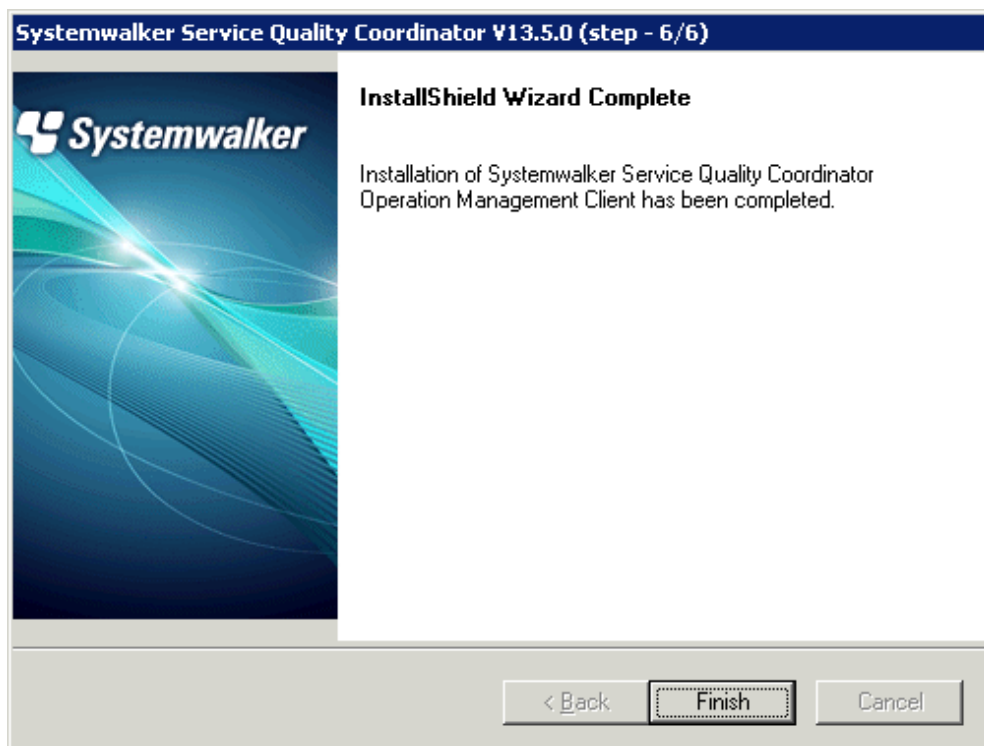 Systemwalker Service Quality Coordinator V13.5.0 (step - 6/6)
Systemwalker
InstallShield Wizard Complete
Installation of Systemwalker Service Quality Coordinator
Operation Management Client has been completed.
< Back
Finish
Cancel